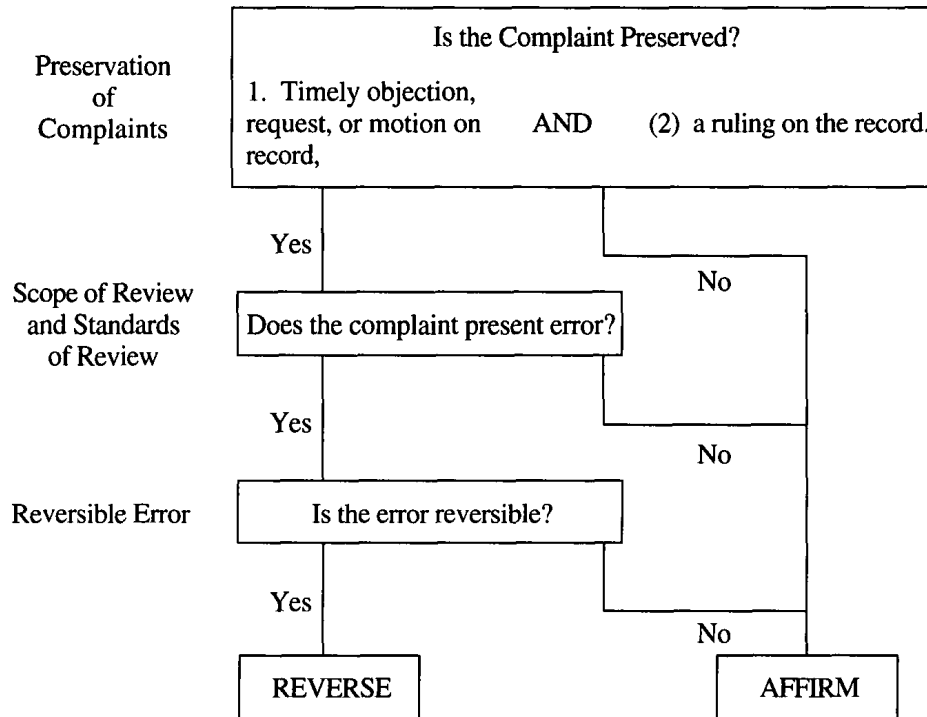 Preservation
of
Complaints
Is the Complaint Preserved?
1. Timely objection,
request, or motion on
record,
AND
(2) a ruling on the record.
Yes
No
Scope of Review
and Standards
of Review
Does the complaint present error?
Yes
No
Reversible Error
Is the error reversible?
Yes
No
REVERSE
AFFIRM